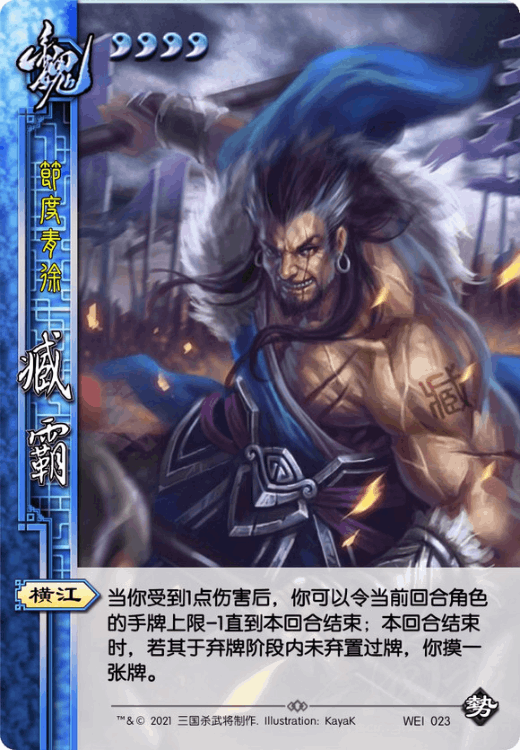 魏
節度青徐
臧霸
臧
横江
当你受到1点伤害后，你可以令当前回合角色
的手牌上限-1直到本回合结束；本回合结束
时，若其于弃牌阶段内未弃置过牌，你摸一
张牌。
™&© 2021 三国杀武将制作. Illustration: KayaK
WEI 023
勢